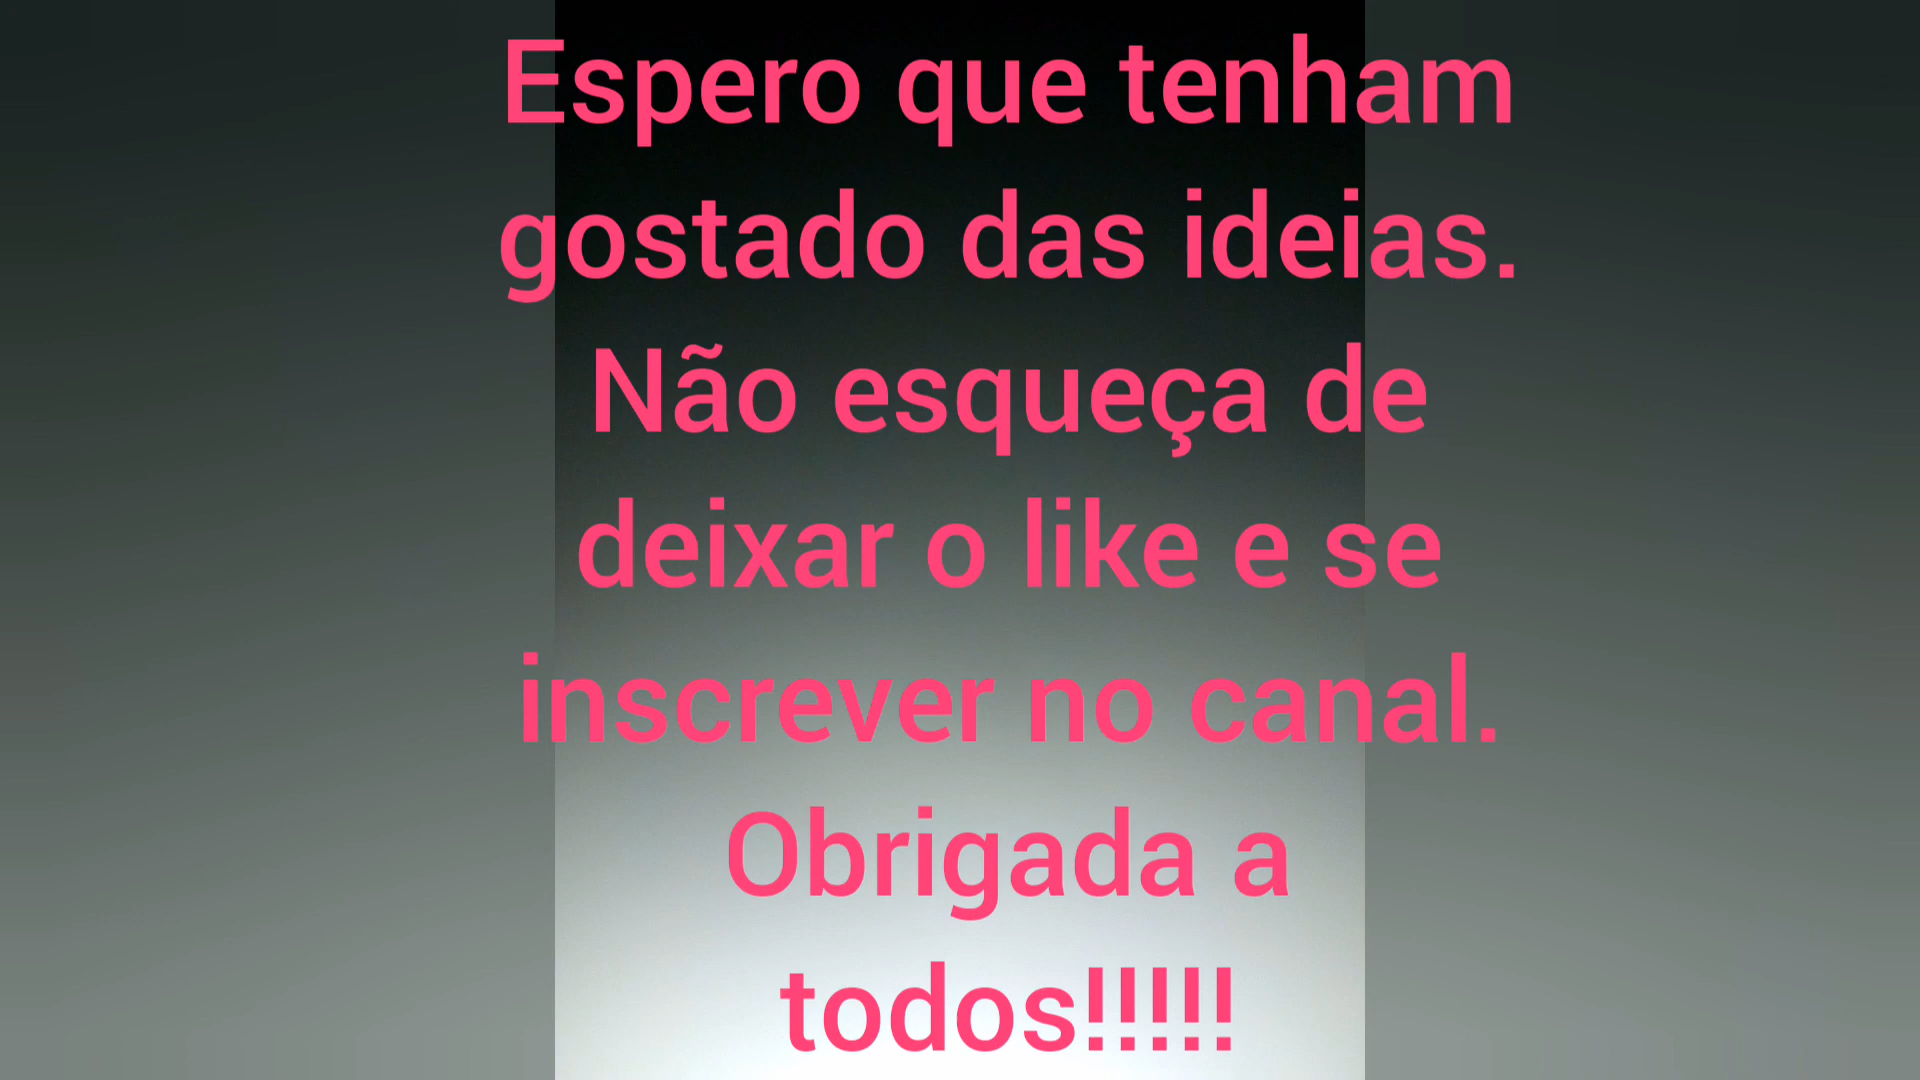 Espero que tenham
gostado das ideias.
Não esqueça de
deixar o like e se
inscrever no canal.
Obrigada a
todos!!!!!